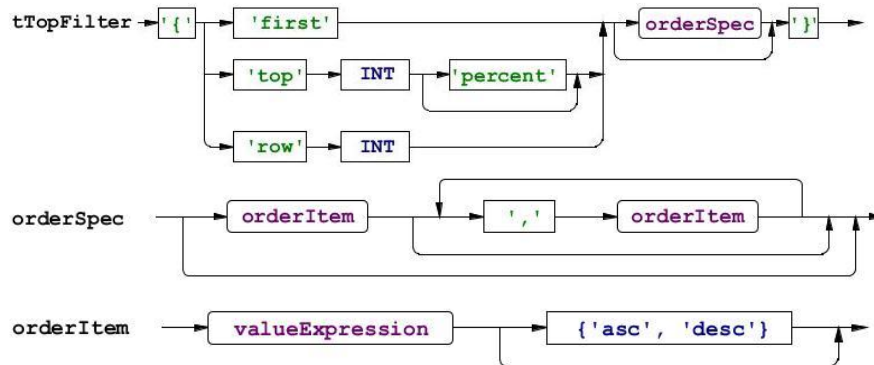 tTopFilter '{' 'first' orderSpec '}'
'top' INT 'percent'
'row' INT
orderSpec orderItem ',' orderItem
orderItem valueExpression {'asc', 'desc'}